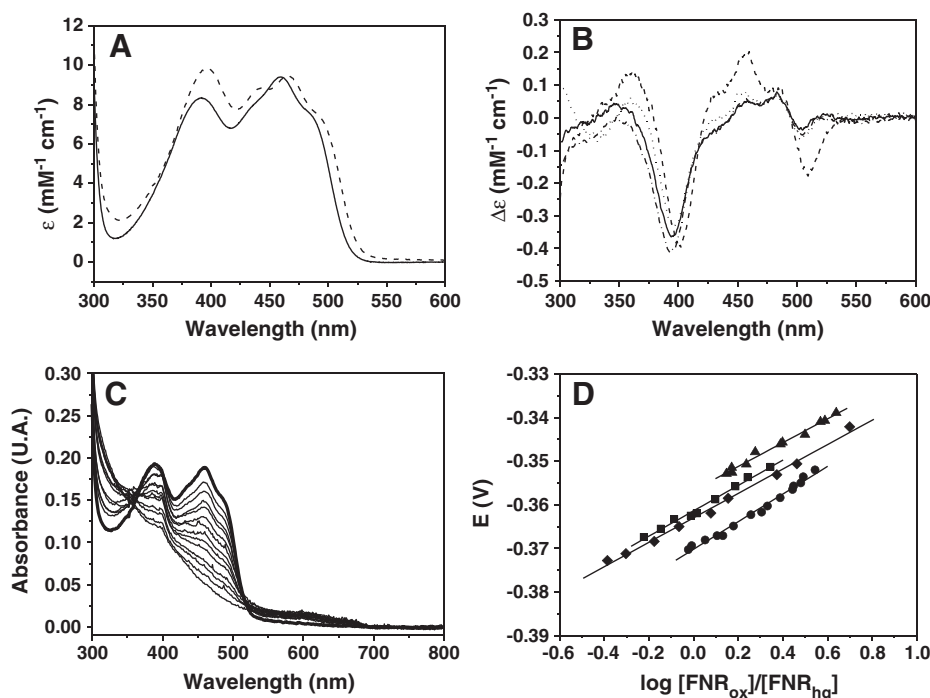 A
12
10
8
6
4
2
0
ε (mM⁻¹ cm⁻¹)
300 350 400 450 500 550 600
Wavelength (nm)
B
0.3
0.2
0.1
0.0
-0.1
-0.2
-0.3
-0.4
-0.5
Δε (mM⁻¹ cm⁻¹)
300 350 400 450 500 550 600
Wavelength (nm)
C
0.30
0.25
0.20
0.15
0.10
0.05
0.00
Absorbance (U.A.)
300 400 500 600 700 800
Wavelength (nm)
D
-0.33
-0.34
-0.35
-0.36
-0.37
-0.38
-0.39
E (V)
-0.6 -0.4 -0.2 0.0 0.2 0.4 0.6 0.8 1.0
log [FNRox]/[FNRhq]